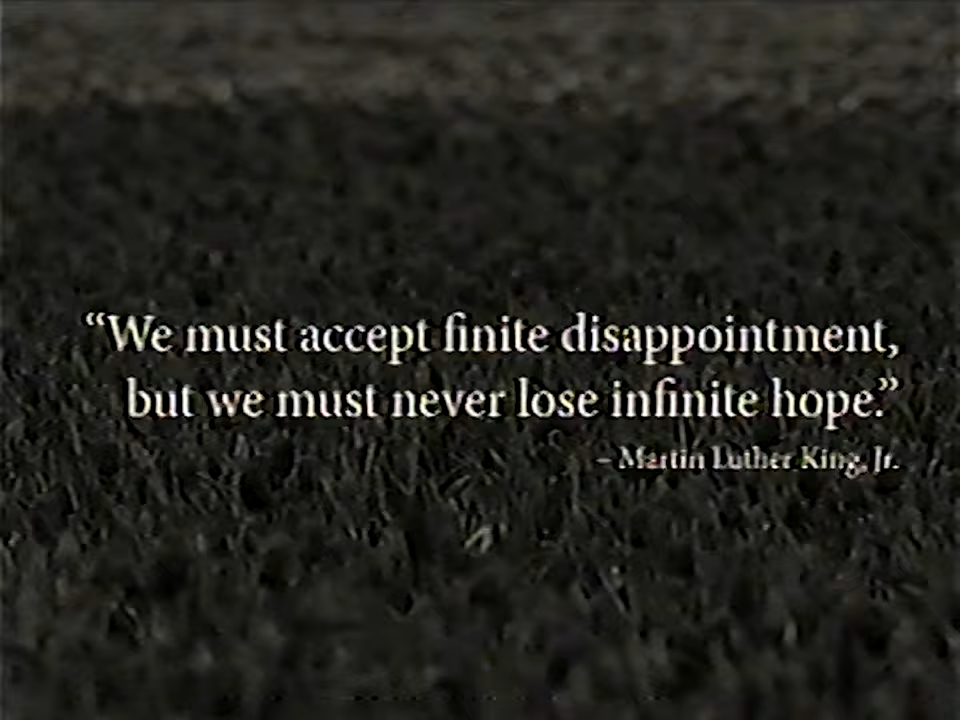 “We must accept finite disappointment,
but we must never lose infinite hope.”
– Martin Luther King, Jr.